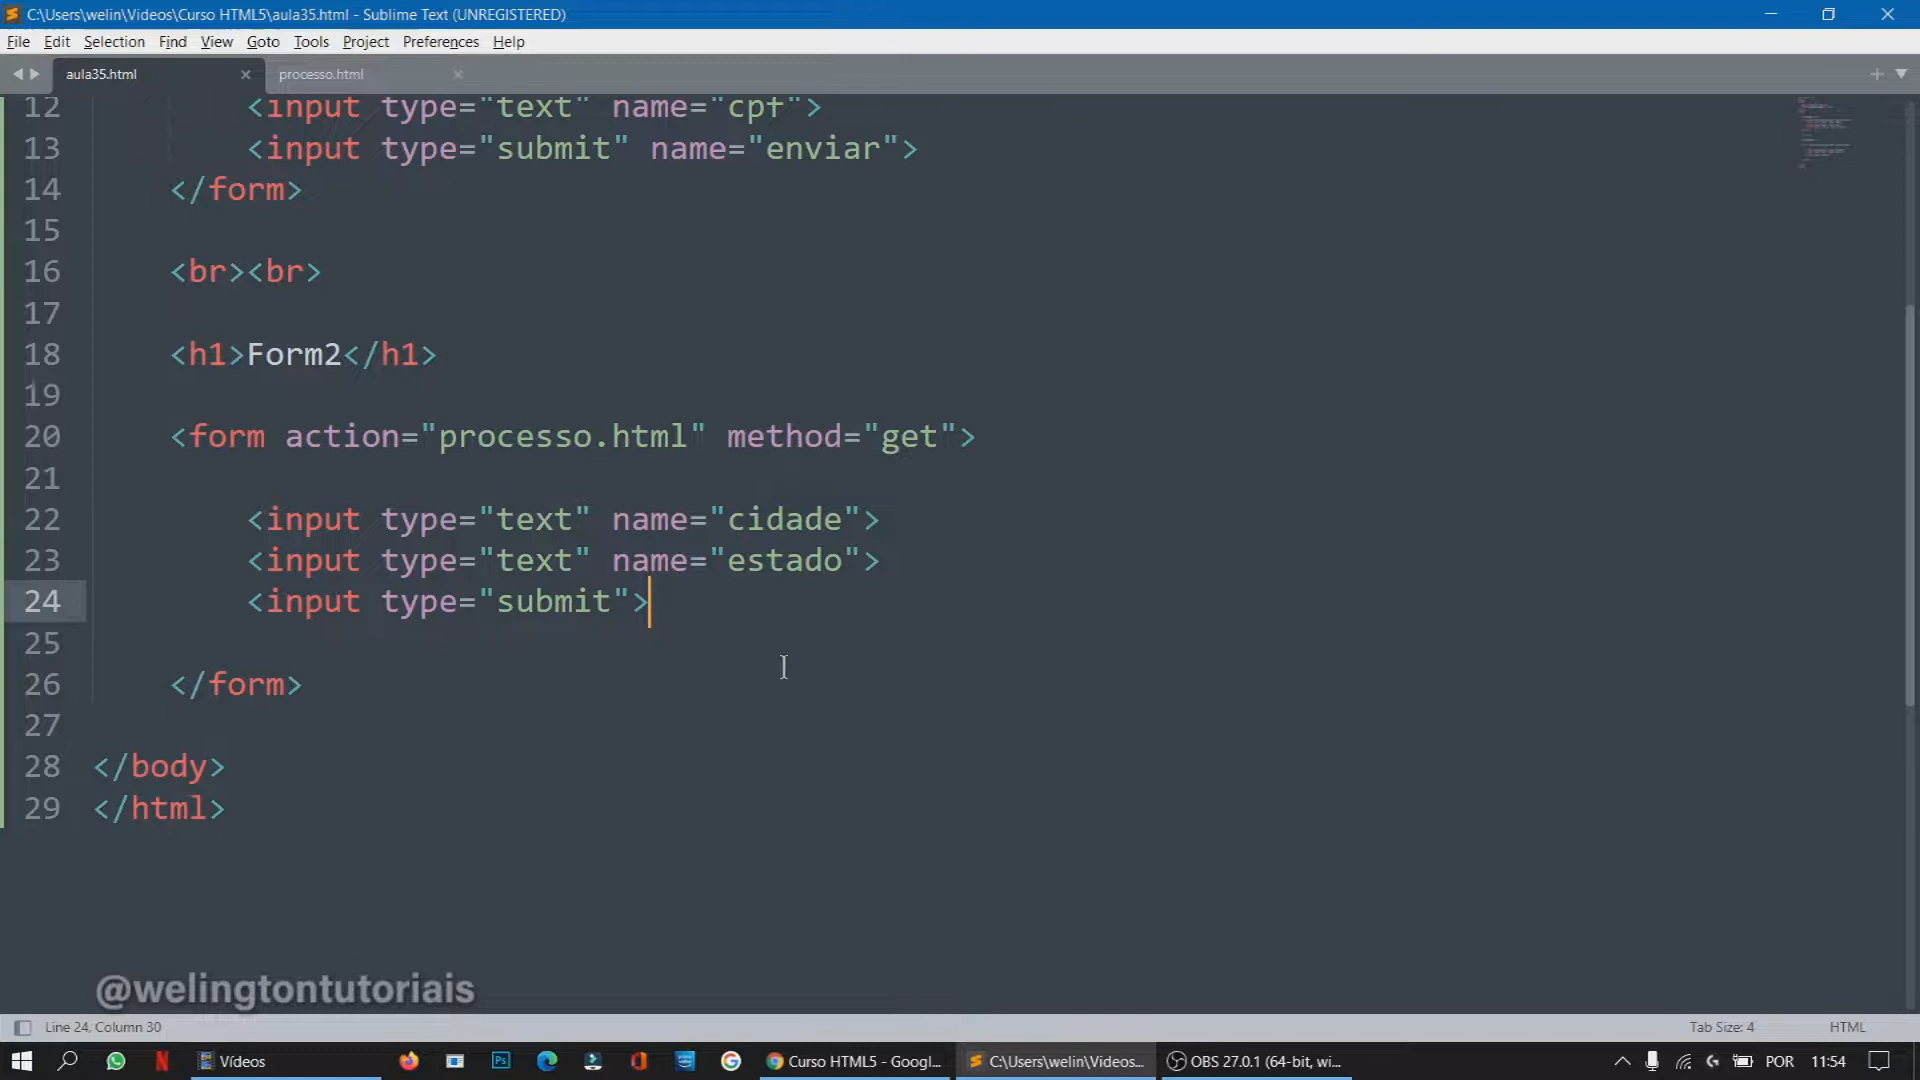 C:\Users\welin\Videos\Curso HTML5\aula35.html - Sublime Text (UNREGISTERED)
File Edit Selection Find View Goto Tools Project Preferences Help
aula35.html processo.html
12 <input type="text" name="cpf">
13 <input type="submit" name="enviar">
14 </form>
15
16 <br><br>
17
18 <h1>Form2</h1>
19
20 <form action="processo.html" method="get">
21
22 <input type="text" name="cidade">
23 <input type="text" name="estado">
24 <input type="submit">
25
26 </form>
27
28 </body>
29 </html>
@welingtontutoriais
Line 24, Column 30 Tab Size: 4 HTML
Vídeos Curso HTML5 - Googl... C:\Users\welin\Videos... OBS 27.0.1 (64-bit, wi... POR 11:54